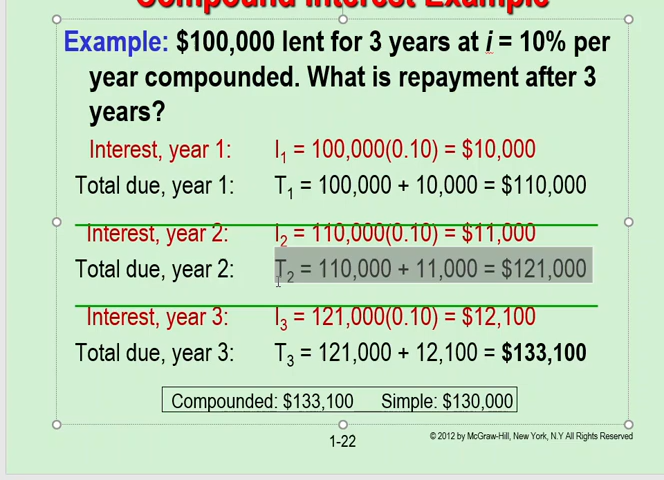 Compound Interest Example
Example: $100,000 lent for 3 years at i = 10% per
year compounded. What is repayment after 3
years?
Interest, year 1: I₁ = 100,000(0.10) = $10,000
Total due, year 1: T₁ = 100,000 + 10,000 = $110,000
Interest, year 2: I₂ = 110,000(0.10) = $11,000
Total due, year 2: T₂ = 110,000 + 11,000 = $121,000
Interest, year 3: I₃ = 121,000(0.10) = $12,100
Total due, year 3: T₃ = 121,000 + 12,100 = $133,100
Compounded: $133,100 Simple: $130,000
1-22
© 2012 by McGraw-Hill, New York, N.Y All Rights Reserved